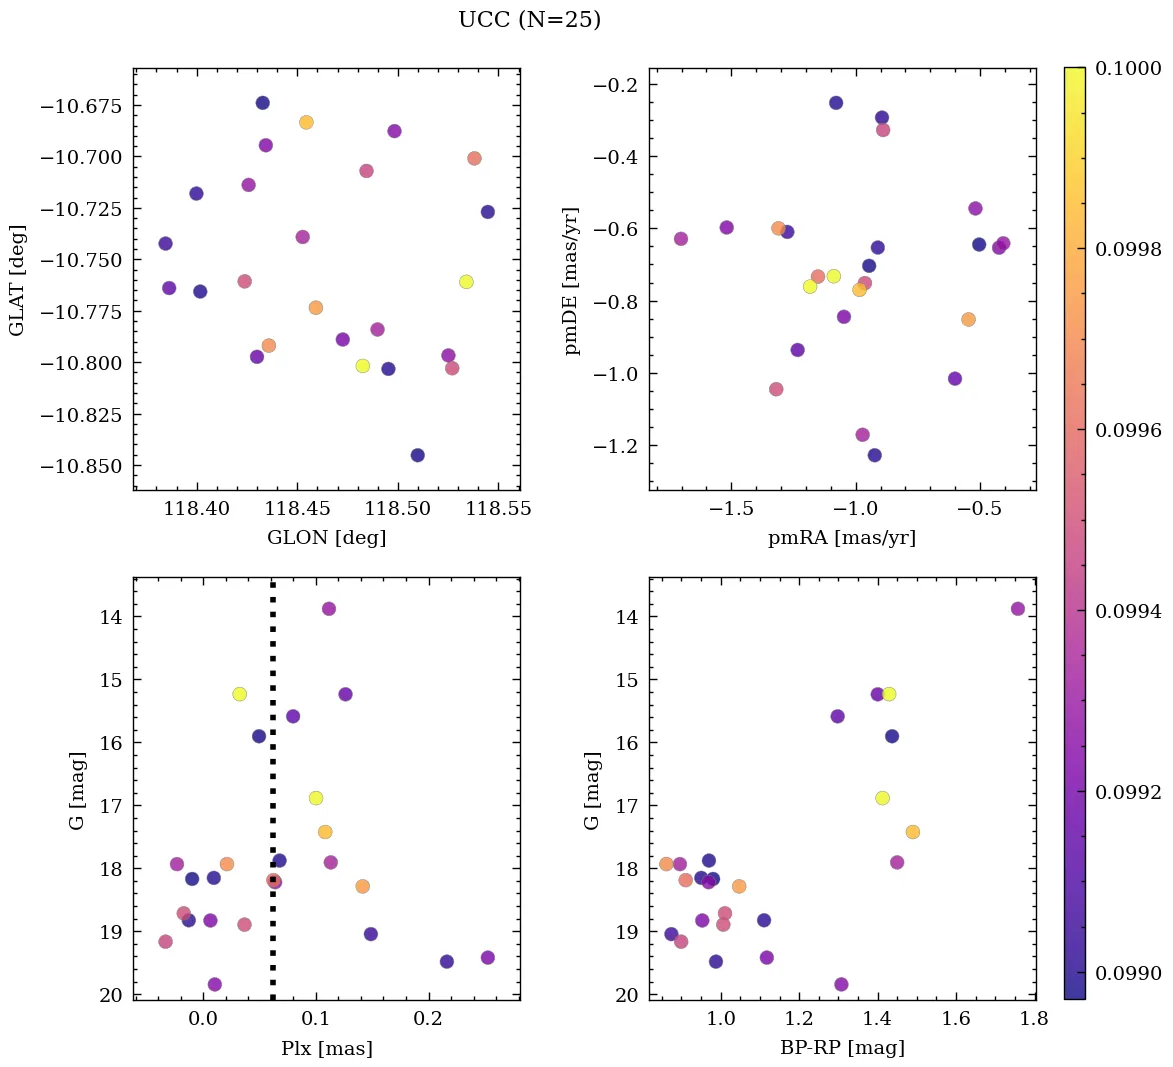 UCC (N=25)
−10.675
−10.700
−10.725
−10.750
−10.775
−10.800
−10.825
−10.850
GLAT [deg]
118.40 118.45 118.50 118.55
GLON [deg]
−0.2
−0.4
−0.6
−0.8
−1.0
−1.2
pmDE [mas/yr]
−1.5 −1.0 −0.5
pmRA [mas/yr]
14
15
16
17
18
19
20
G [mag]
0.0 0.1 0.2
Plx [mas]
14
15
16
17
18
19
20
G [mag]
1.0 1.2 1.4 1.6 1.8
BP-RP [mag]
0.1000
0.0998
0.0996
0.0994
0.0992
0.0990